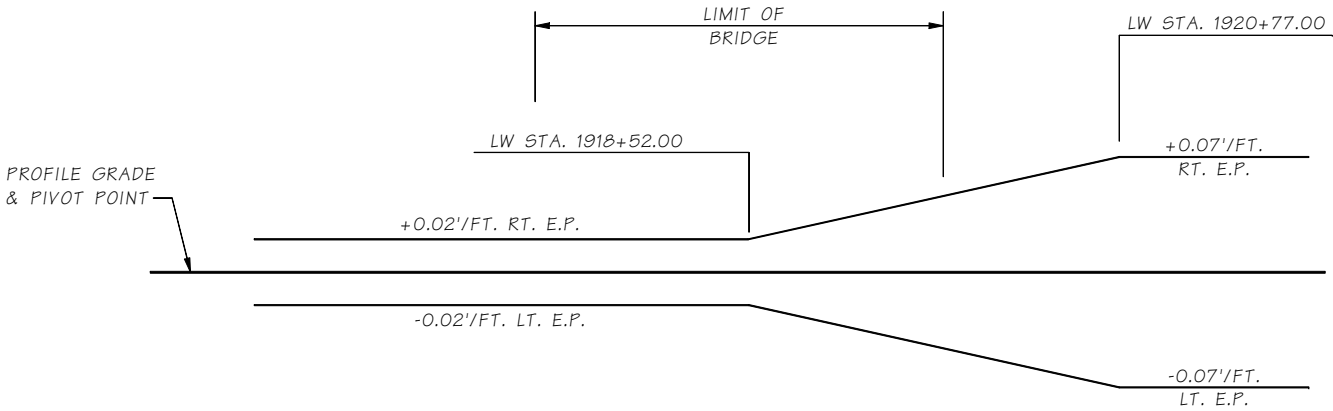 LIMIT OF
BRIDGE
LW STA. 1920+77.00
LW STA. 1918+52.00
PROFILE GRADE
& PIVOT POINT
+0.07'/FT.
RT. E.P.
+0.02'/FT. RT. E.P.
-0.02'/FT. LT. E.P.
-0.07'/FT.
LT. E.P.